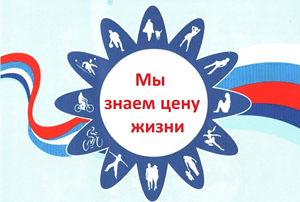 Мы
знаем цену
жизни